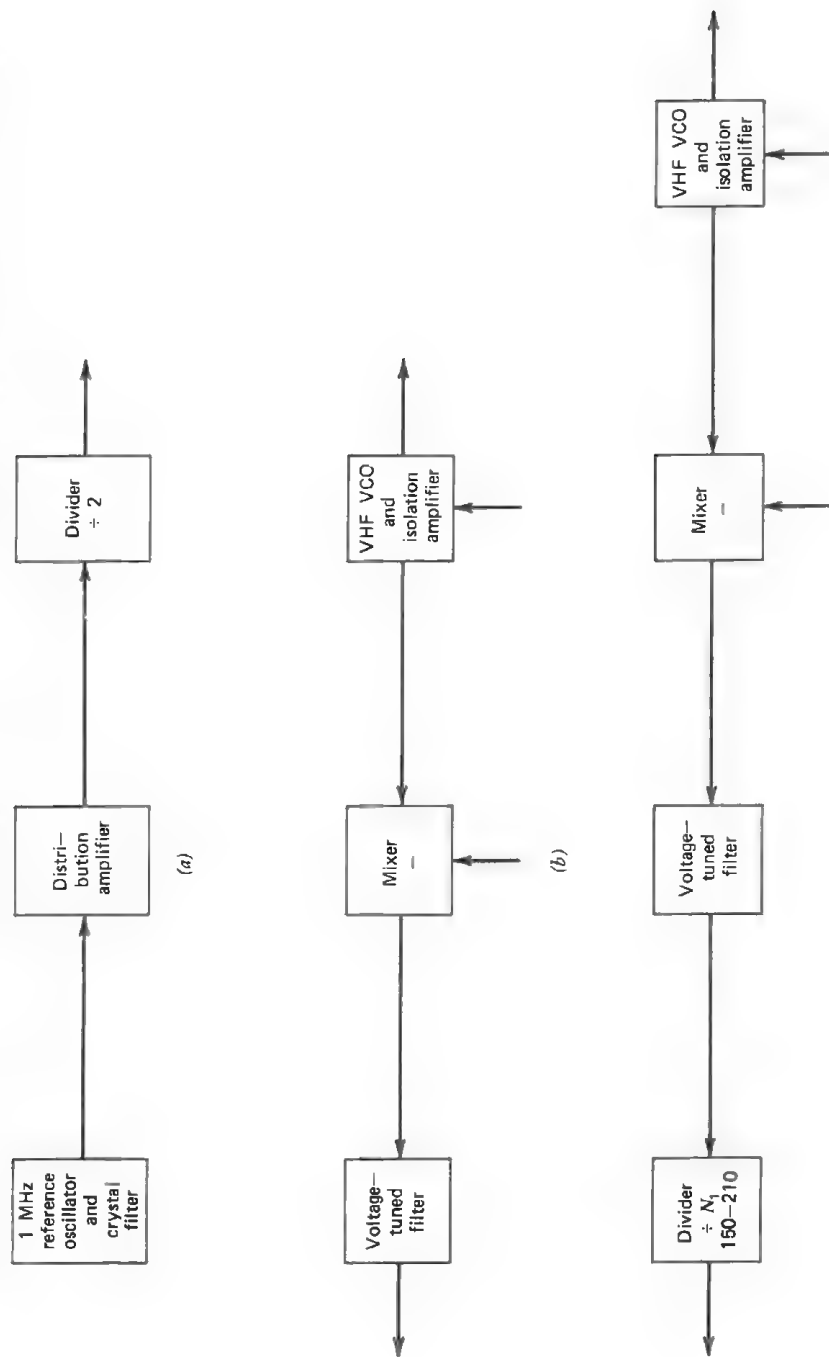 1 MHz
reference
oscillator
and
crystal
filter
Distri–
bution
amplifier
Divider
÷ 2
(a)
Voltage—
tuned
filter
Mixer
–
VHF VCO
and
isolation
amplifier
(b)
Divider
÷ N₁
150–210
Voltage—
tuned
filter
Mixer
–
VHF VCO
and
isolation
amplifier